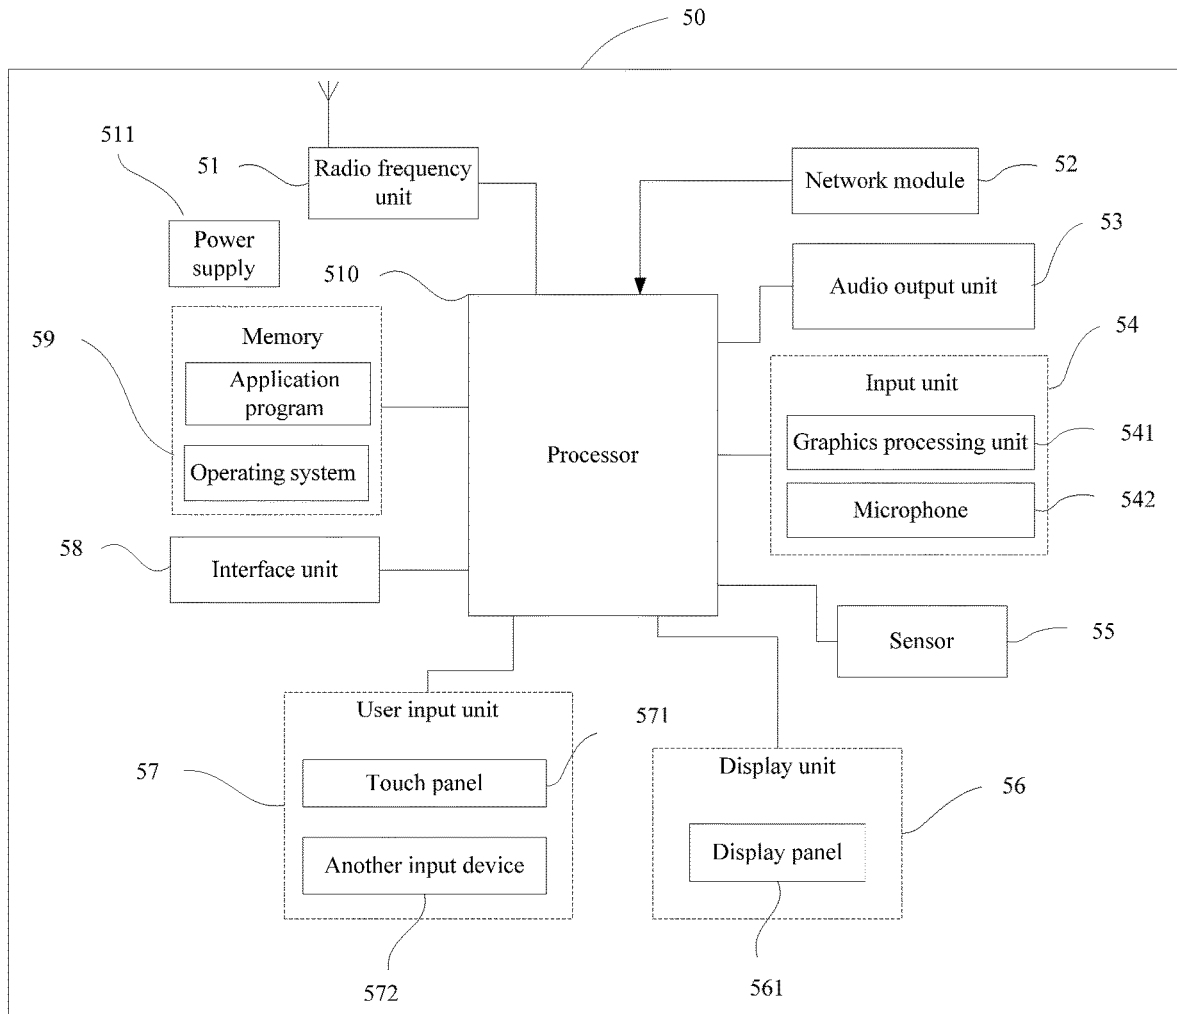 50
511
51
Radio frequency
unit
Network module
52
Power
supply
510
Audio output unit
53
59
Memory
Application
program
Operating system
Processor
54
Input unit
Graphics processing unit
541
Microphone
542
58
Interface unit
Sensor
55
User input unit
571
57
Touch panel
Another input device
572
Display unit
56
Display panel
561